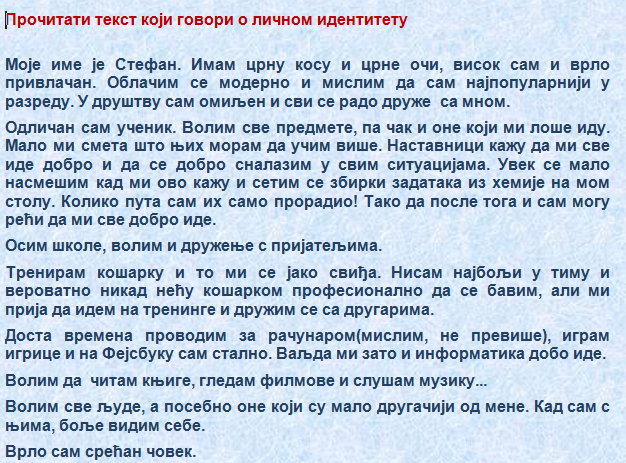 Прочитати текст који говори о личном идентитету
Моје име је Стефан. Имам црну косу и црне очи, висок сам и врло
привлачан. Облачим се модерно и мислим да сам најпопуларнији у
разреду. У друштву сам омиљен и сви се радо друже са мном.
Одличан сам ученик. Волим све предмете, па чак и оне који ми лоше иду.
Мало ми смета што њих морам да учим више. Наставници кажу да ми све
иде добро и да се добро сналазим у свим ситуацијама. Увек се мало
насмешим кад ми ово кажу и сетим се збирки задатака из хемије на мом
столу. Колико пута сам их само прорадио! Тако да после тога и сам могу
рећи да ми све добро иде.
Осим школе, волим и дружење с пријатељима.
Тренирам кошарку и то ми се јако свиђа. Нисам најбољи у тиму и
вероватно никад нећу кошарком професионално да се бавим, али ми
прија да идем на тренинге и дружим се са другарима.
Доста времена проводим за рачунаром(мислим, не превише), играм
игрице и на Фејсбуку сам стално. Ваљда ми зато и информатика добо иде.
Волим да читам књиге, гледам филмове и слушам музику...
Волим све људе, а посебно оне који су мало другачији од мене. Кад сам с
њима, боље видим себе.
Врло сам срећан човек.